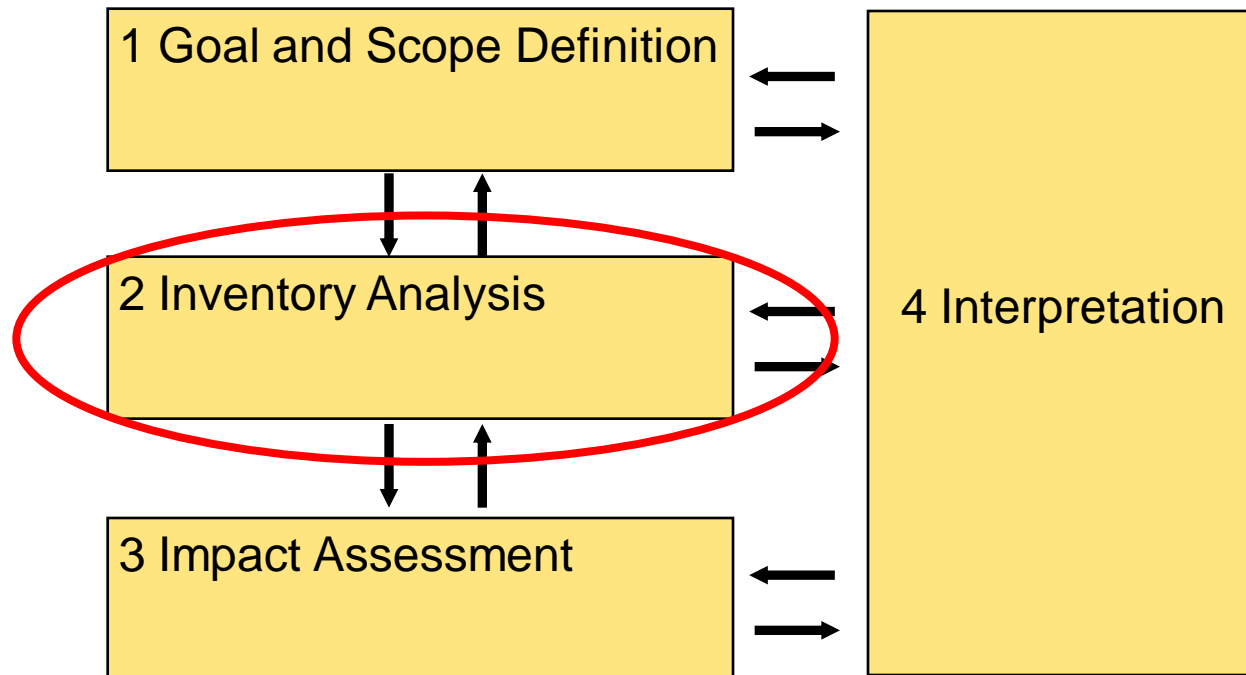 1 Goal and Scope Definition
2 Inventory Analysis
4 Interpretation
3 Impact Assessment